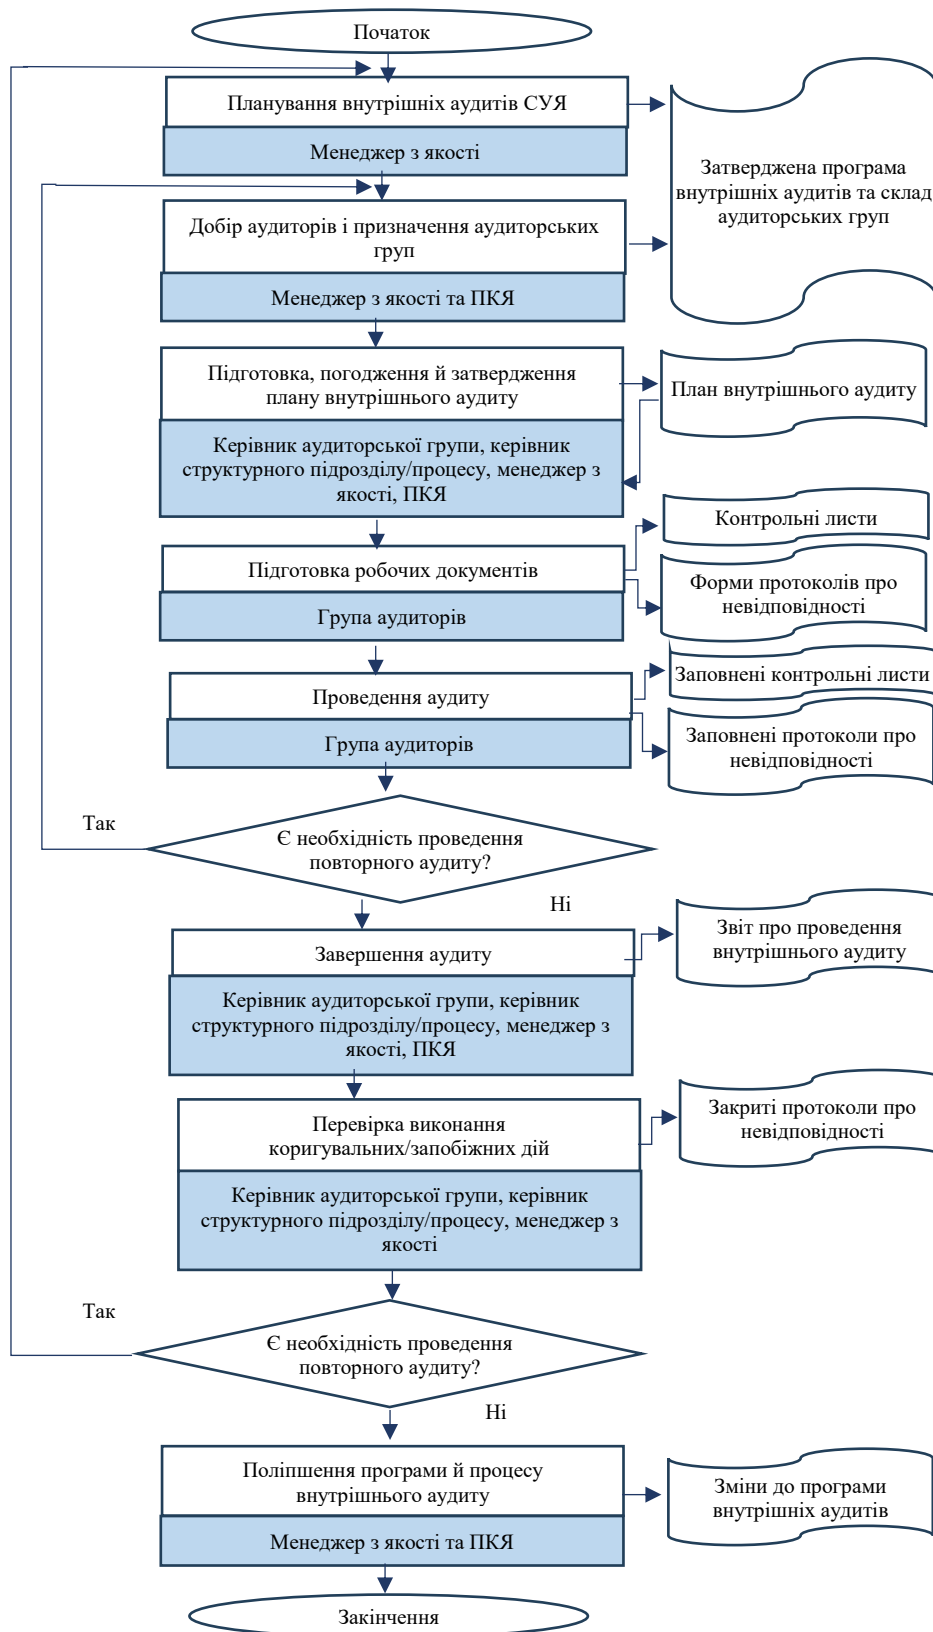 Початок
Планування внутрішніх аудитів СУЯ
Менеджер з якості
Затверджена програма
внутрішніх аудитів та склад
аудиторських груп
Добір аудиторів і призначення аудиторських
груп
Менеджер з якості та ПКЯ
Підготовка, погодження й затвердження
плану внутрішнього аудиту
План внутрішнього аудиту
Керівник аудиторської групи, керівник
структурного підрозділу/процесу, менеджер з
якості, ПКЯ
Контрольні листи
Підготовка робочих документів
Форми протоколів про
невідповідності
Група аудиторів
Заповнені контрольні листи
Проведення аудиту
Група аудиторів
Заповнені протоколи про
невідповідності
Так
Є необхідність проведення
повторного аудиту?
Ні
Звіт про проведення
внутрішнього аудиту
Завершення аудиту
Керівник аудиторської групи, керівник
структурного підрозділу/процесу, менеджер з
якості, ПКЯ
Закриті протоколи про
невідповідності
Перевірка виконання
коригувальних/запобіжних дій
Керівник аудиторської групи, керівник
структурного підрозділу/процесу, менеджер з
якості
Так
Є необхідність проведення
повторного аудиту?
Ні
Поліпшення програми й процесу
внутрішнього аудиту
Зміни до програми
внутрішніх аудитів
Менеджер з якості та ПКЯ
Закінчення